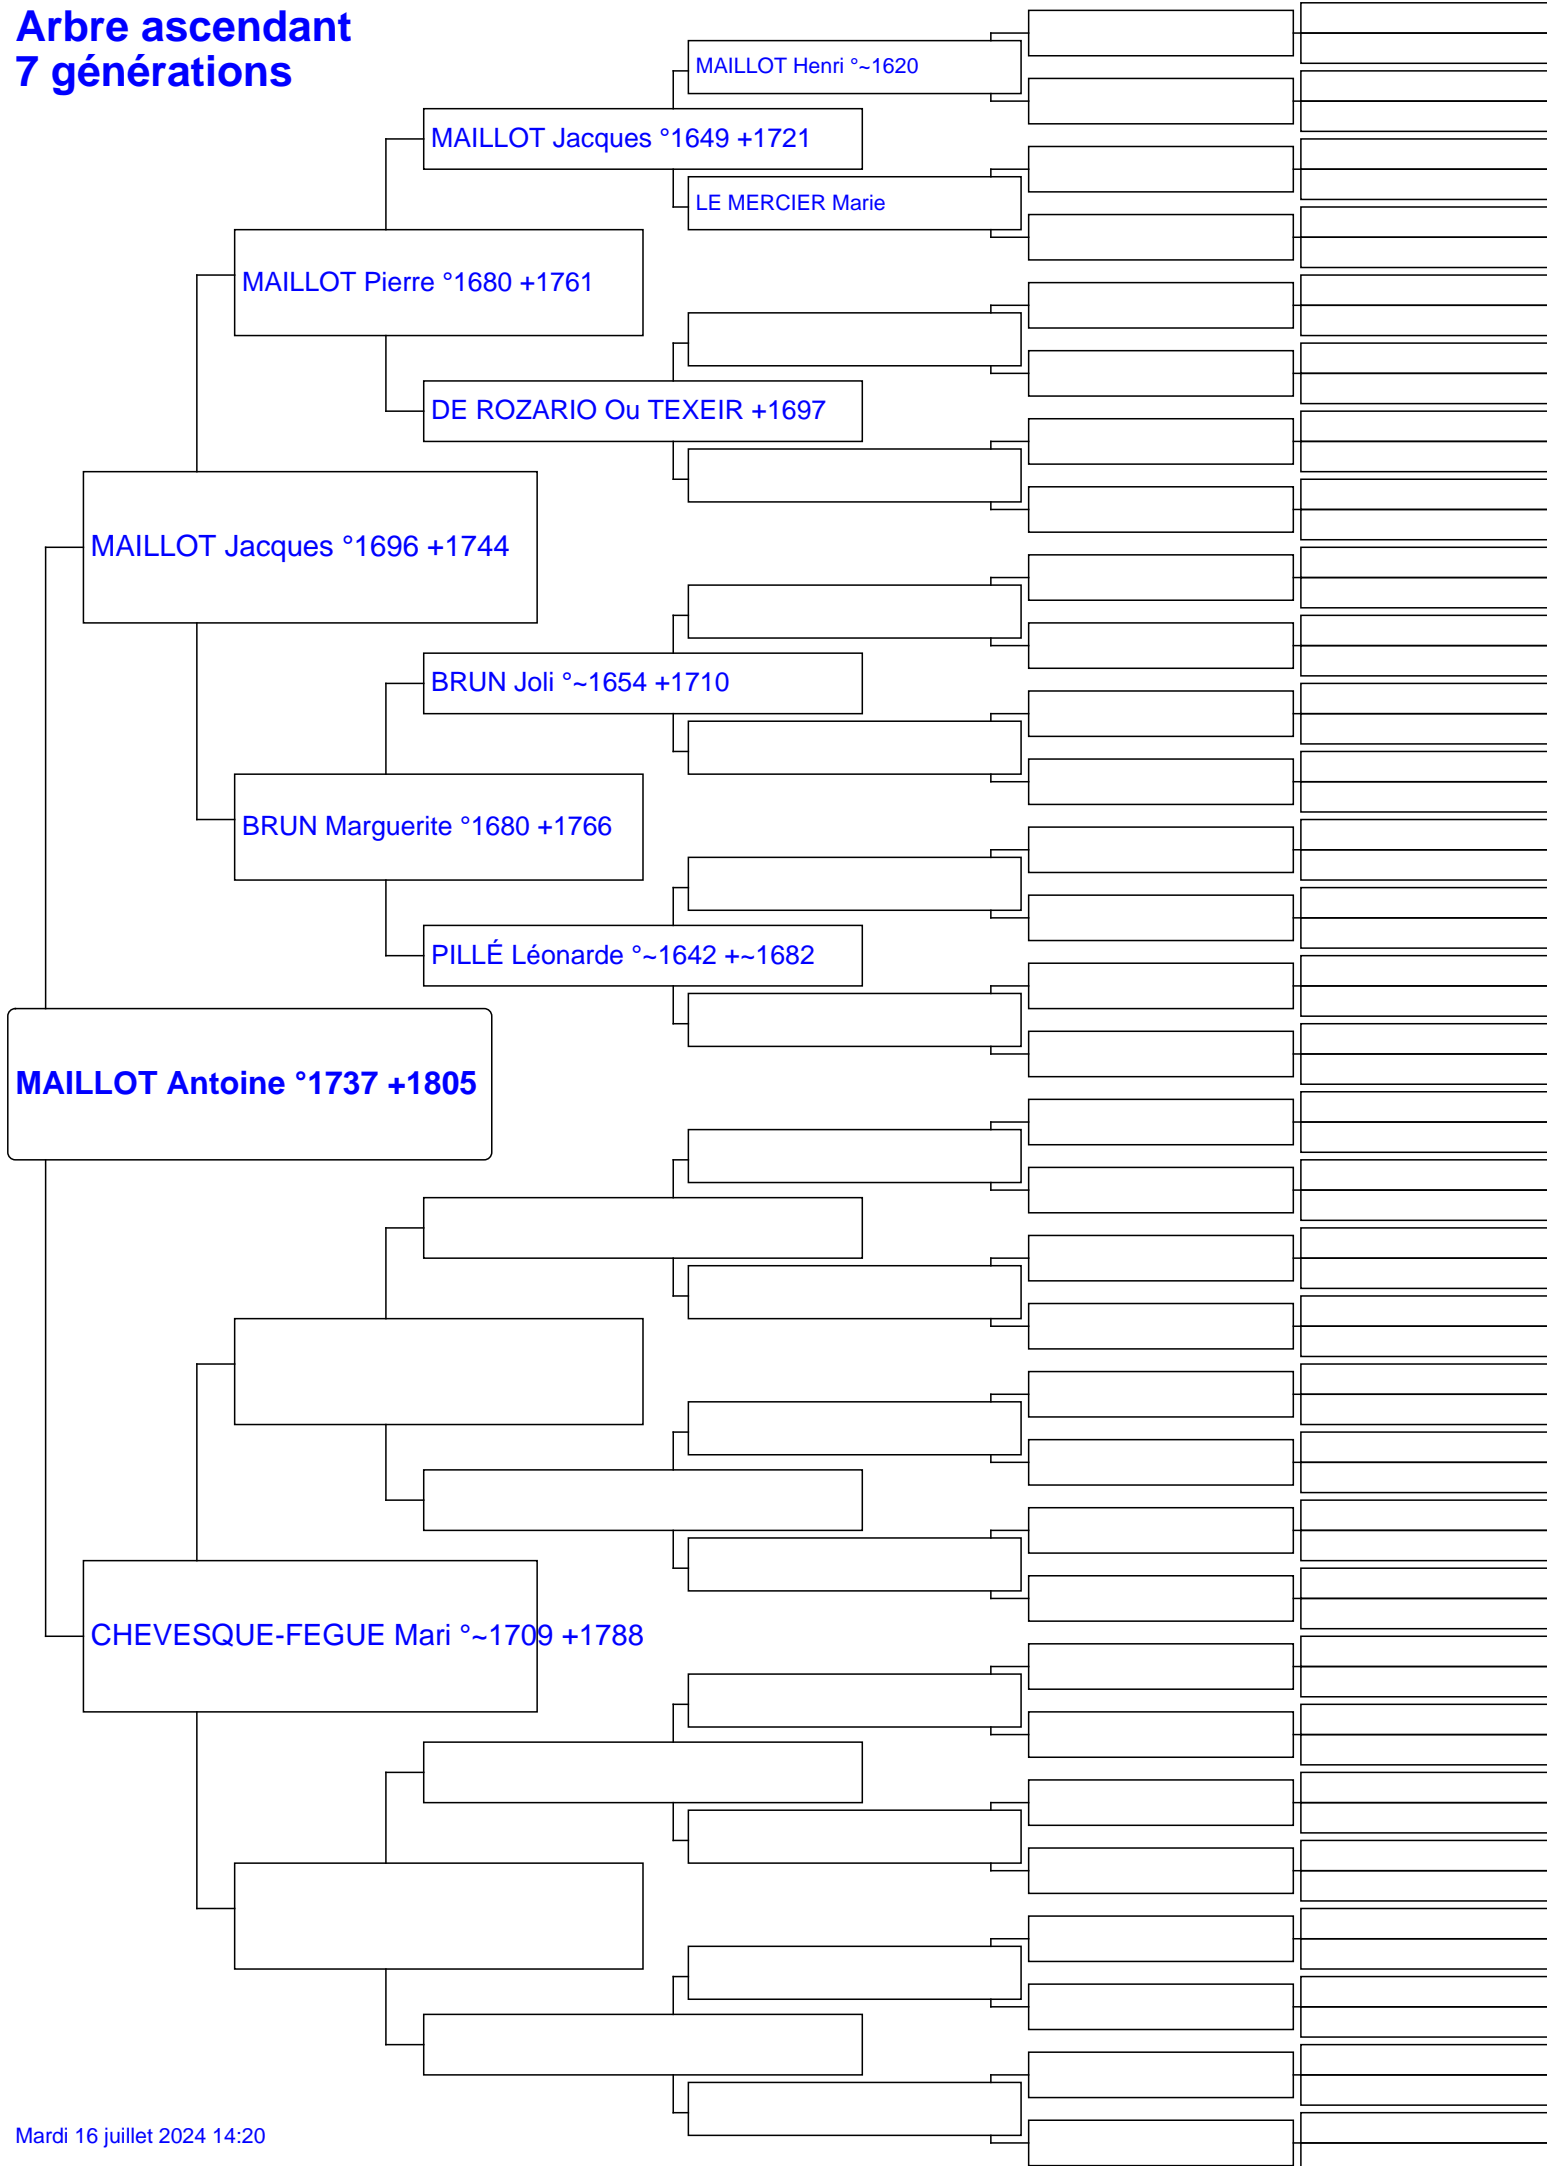 Arbre ascendant
7 générations
MAILLOT Henri °~1620
MAILLOT Jacques °1649 +1721
LE MERCIER Marie
MAILLOT Pierre °1680 +1761
DE ROZARIO Ou TEXEIR +1697
MAILLOT Jacques °1696 +1744
BRUN Joli °~1654 +1710
BRUN Marguerite °1680 +1766
PILLÉ Léonarde °~1642 +~1682
MAILLOT Antoine °1737 +1805
CHEVESQUE-FEGUE Mari °~1709 +1788
Mardi 16 juillet 2024 14:20